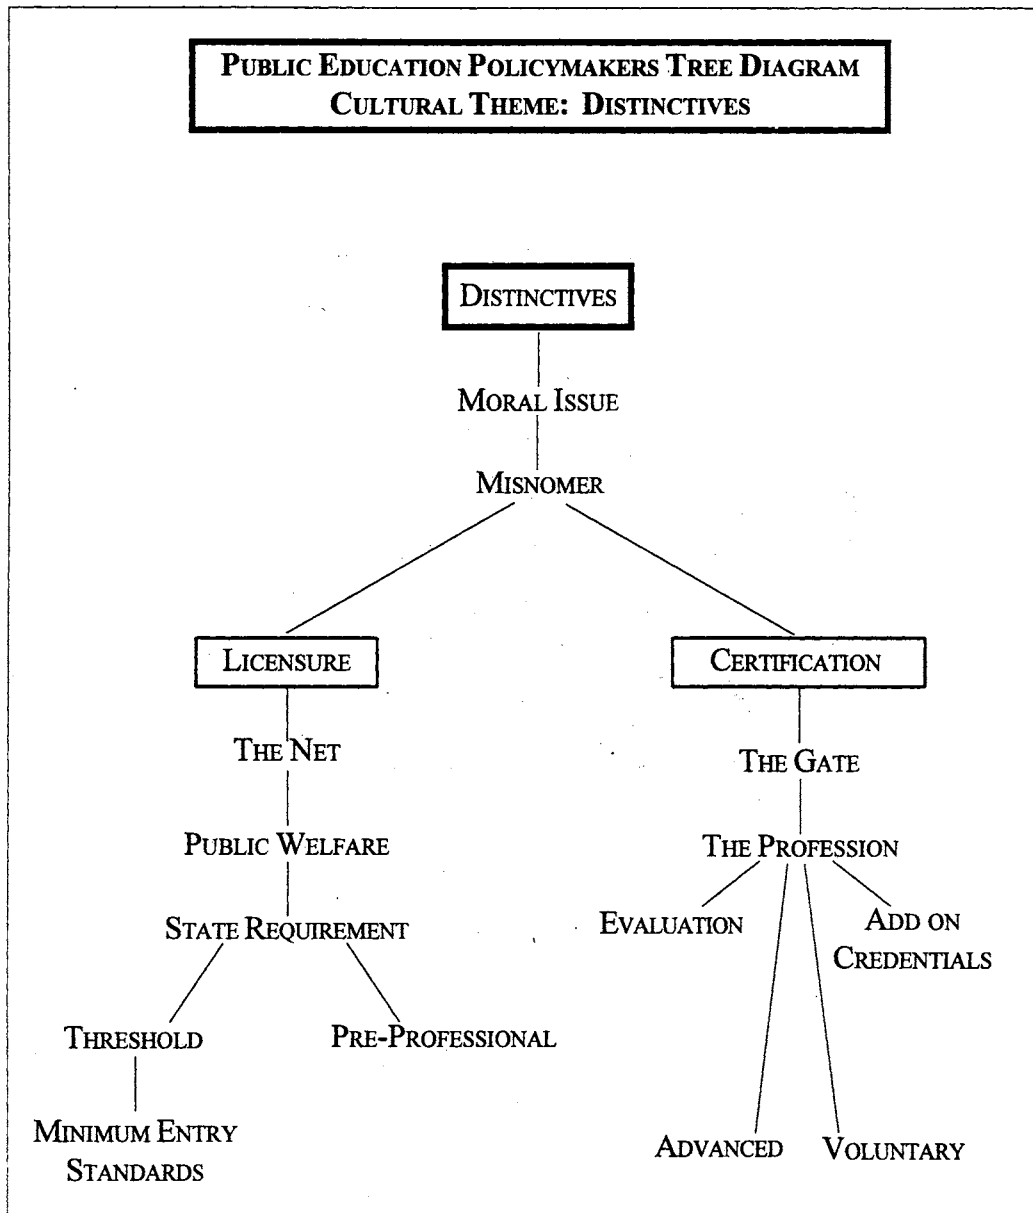 PUBLIC EDUCATION POLICYMAKERS TREE DIAGRAM
CULTURAL THEME: DISTINCTIVES
DISTINCTIVES
MORAL ISSUE
MISNOMER
LICENSURE
CERTIFICATION
THE NET
THE GATE
PUBLIC WELFARE
THE PROFESSION
STATE REQUIREMENT
EVALUATION
ADD ON
CREDENTIALS
THRESHOLD
PRE-PROFESSIONAL
MINIMUM ENTRY
STANDARDS
ADVANCED
VOLUNTARY